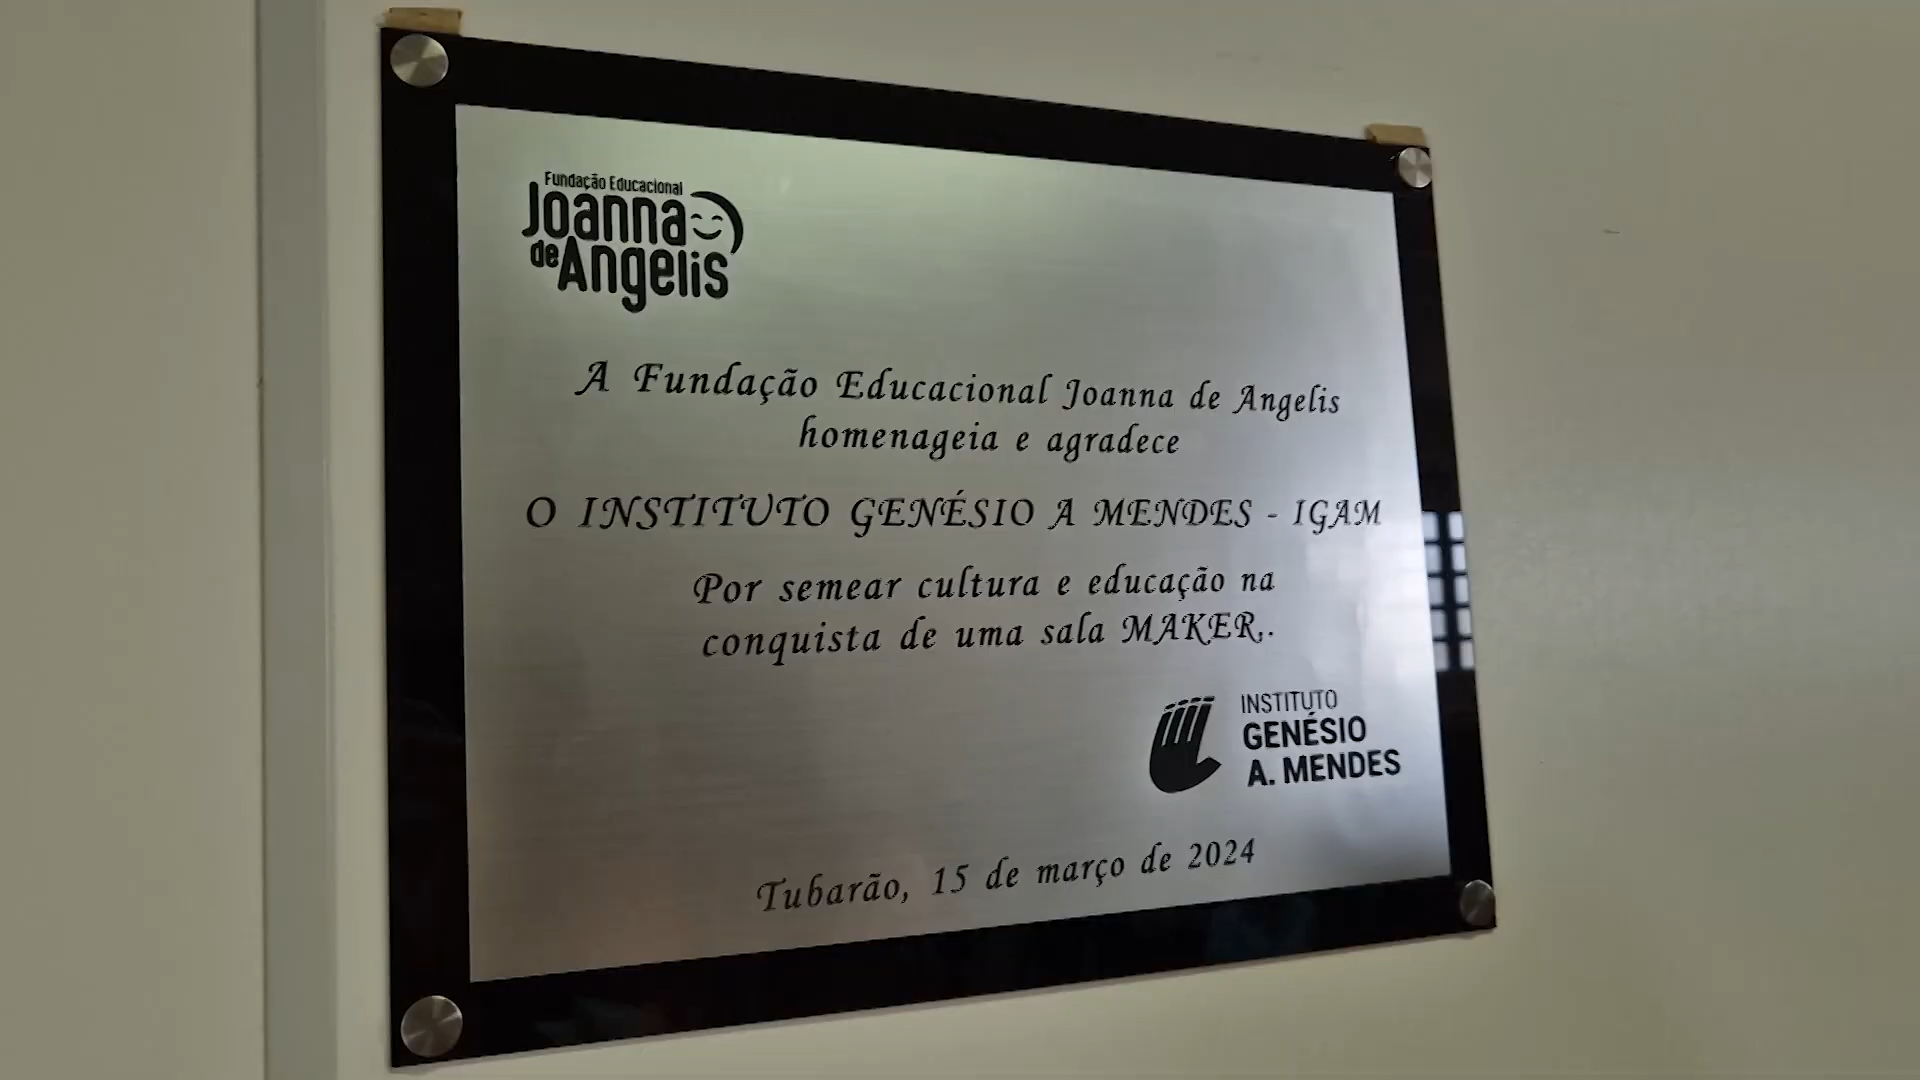 Fundação Educacional
Joanna
de Angelis
A Fundação Educacional Joanna de Angelis
homenageia e agradece
O INSTITUTO GENÉSIO A MENDES - IGAM
Por semear cultura e educação na
conquista de uma sala MAKER,.
INSTITUTO
GENÉSIO
A. MENDES
Tubarão, 15 de março de 2024